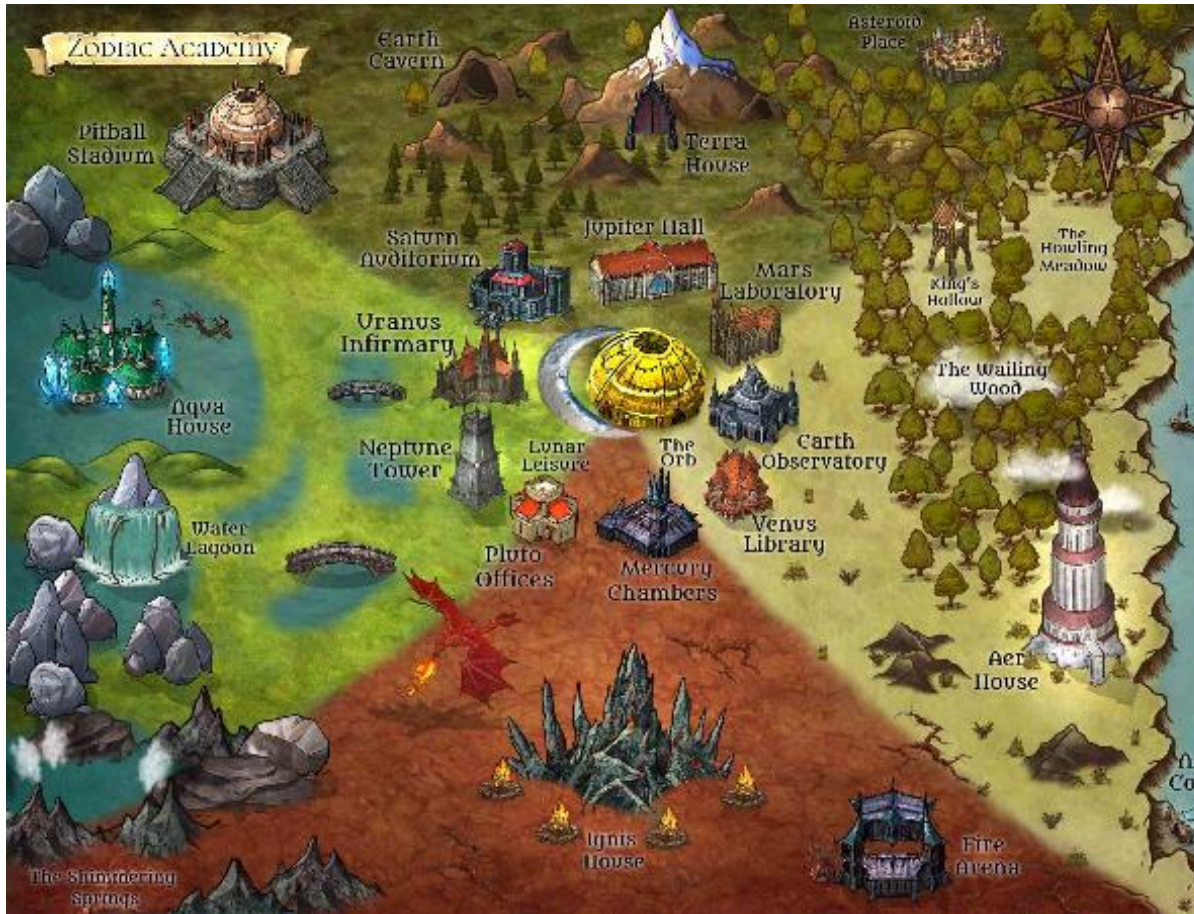 Zodiac Academy
Earth
Cavern
Asteroid
Place
Pitball
Stadium
Terra
House
Saturn
Auditorium
Jupiter Hall
Mars
Laboratory
The
Howling
Meadow
King's
Hollow
Uranus
Infirmary
The Wailing
Wood
Aqua
House
Neptune
Tower
Lunar
Leisure
The
Orb
Earth
Observatory
Water
Lagoon
Venus
Library
Pluto
Offices
Mercury
Chambers
Aer
House
Ignis
House
Fire
Arena
The Shimmering
Springs